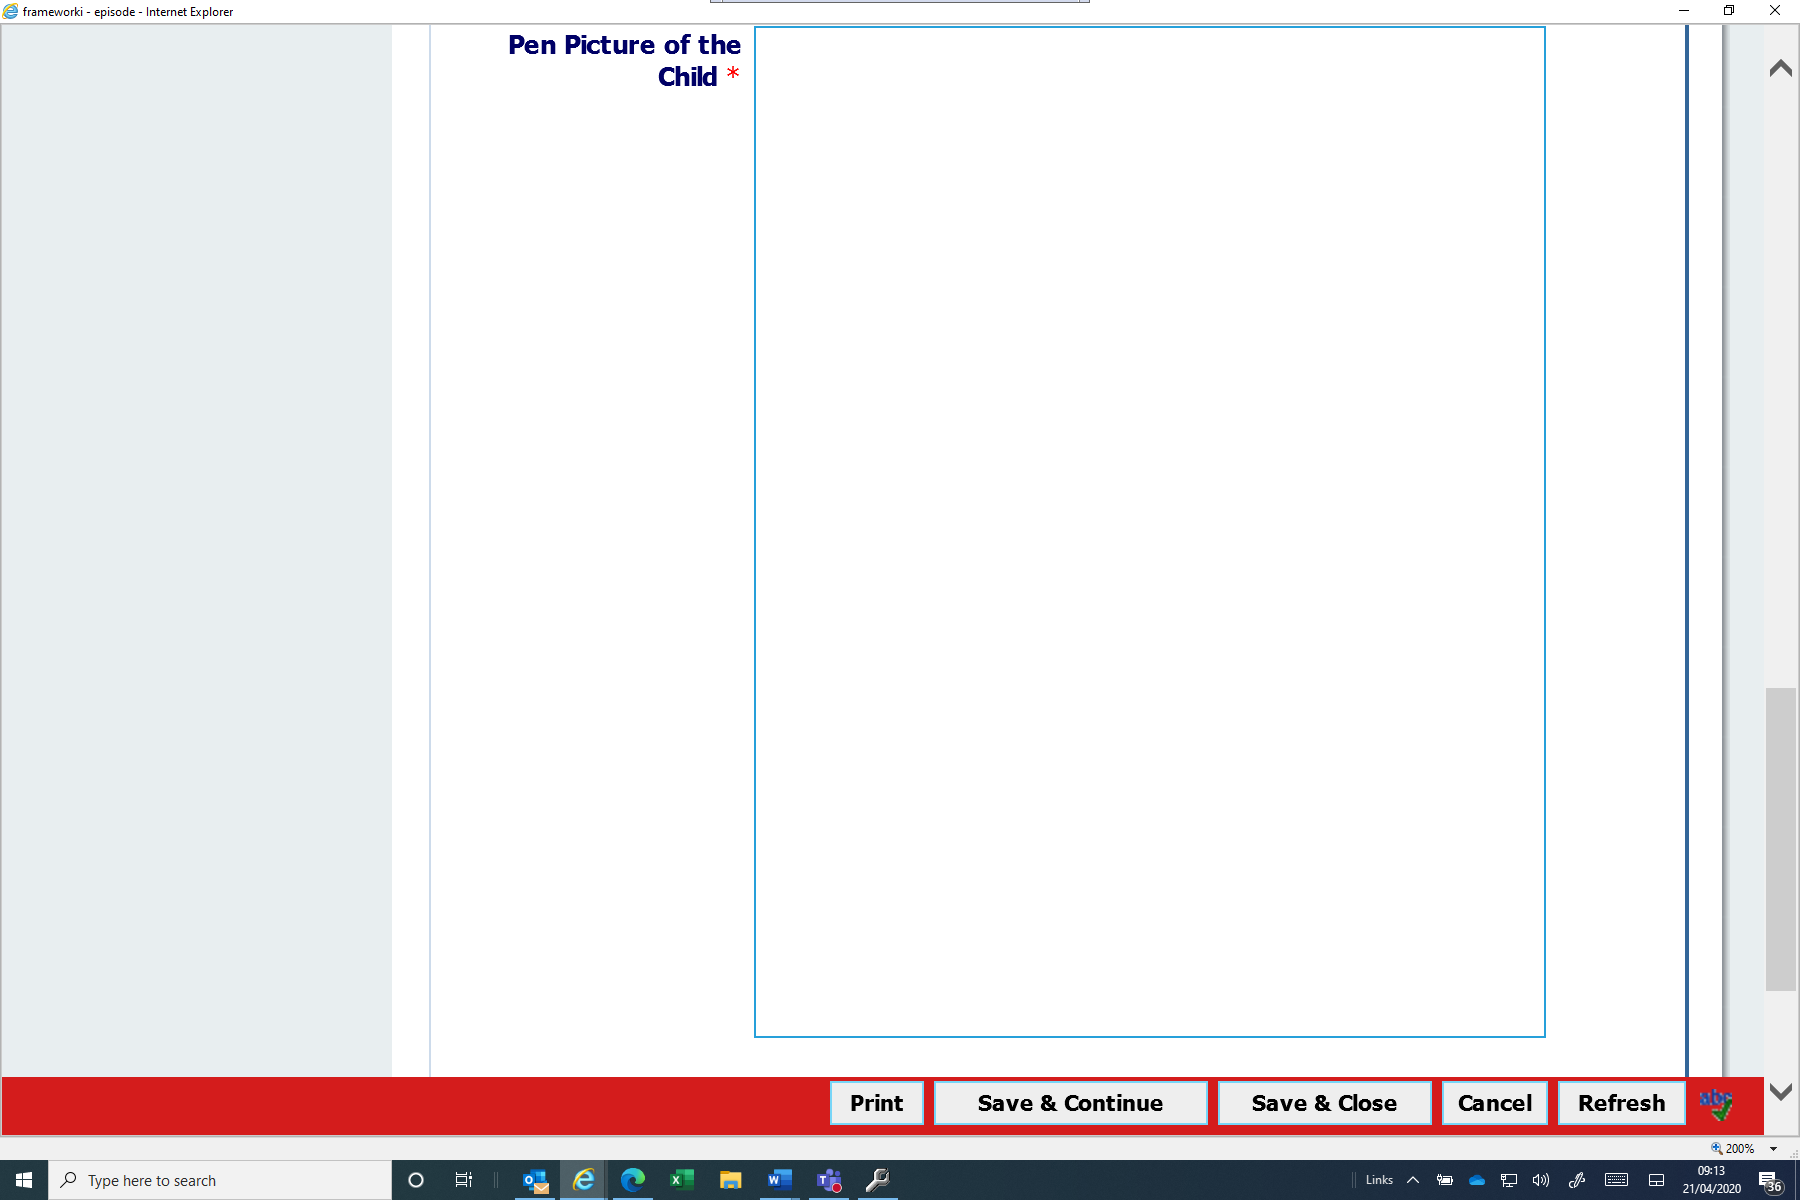 frameworki - episode - Internet Explorer
Pen Picture of the
Child *
Print
Save & Continue
Save & Close
Cancel
Refresh
abc
200%
Type here to search
Links
09:13
21/04/2020
36